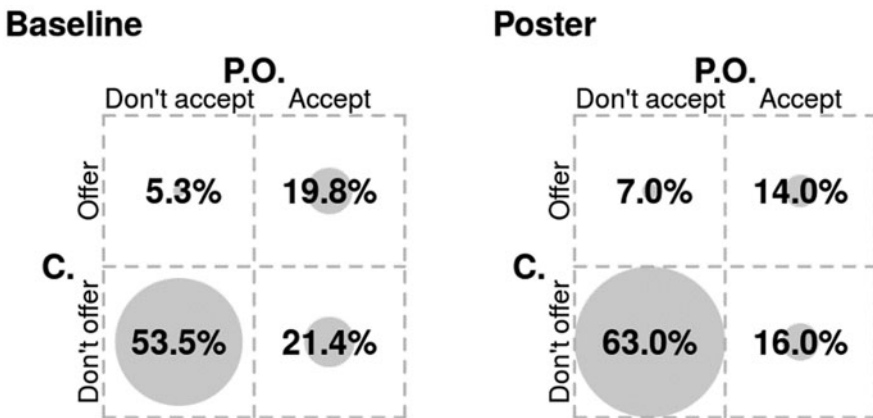 Baseline
P.O.
Don't accept Accept
Offer
5.3% 19.8%
C.
Don't offer
53.5% 21.4%
Poster
P.O.
Don't accept Accept
Offer
7.0% 14.0%
C.
Don't offer
63.0% 16.0%